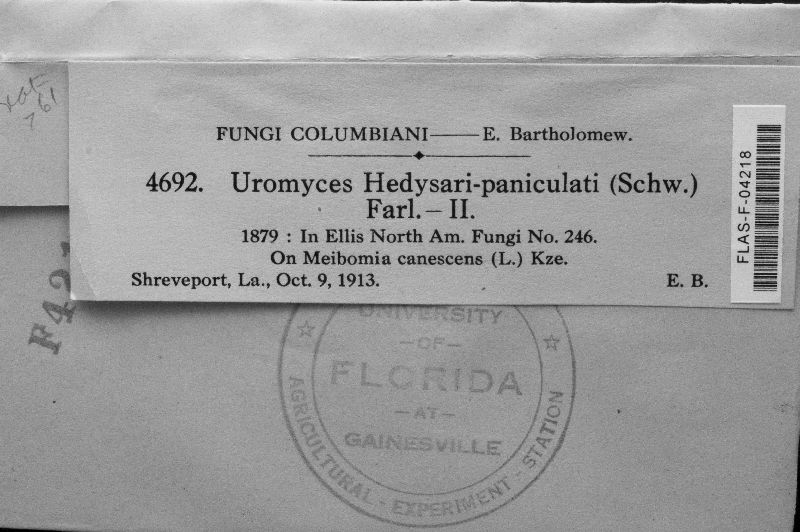 FUNGI COLUMBIANI——E. Bartholomew.
4692. Uromyces Hedysari-paniculati (Schw.)
Farl.—II.
1879 : In Ellis North Am. Fungi No. 246.
On Meibomia canescens (L.) Kze.
Shreveport, La., Oct. 9, 1913. E. B.
FLAS-F-04218
F421
UNIVERSITY
—OF—
FLORIDA
—AT—
GAINESVILLE
AGRICULTURAL - EXPERIMENT - STATION